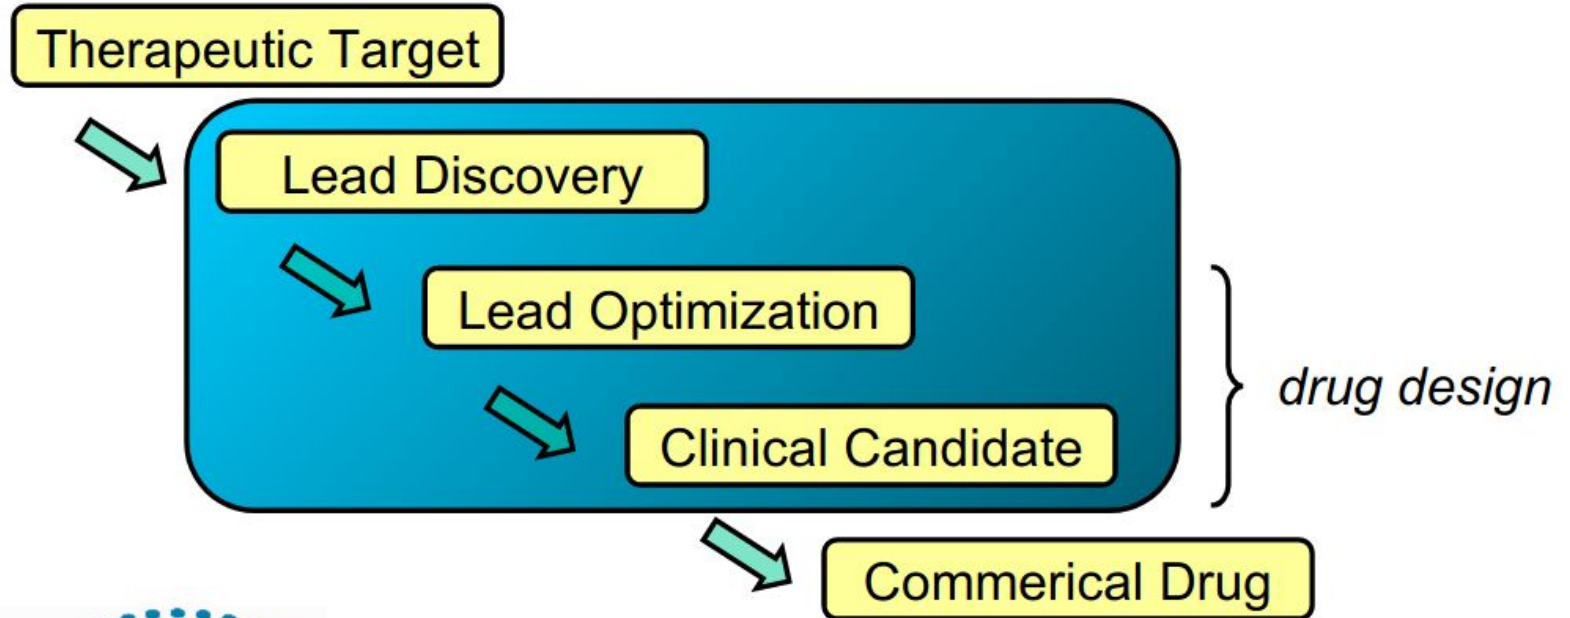 Therapeutic Target
Lead Discovery
Lead Optimization
Clinical Candidate
drug design
Commerical Drug